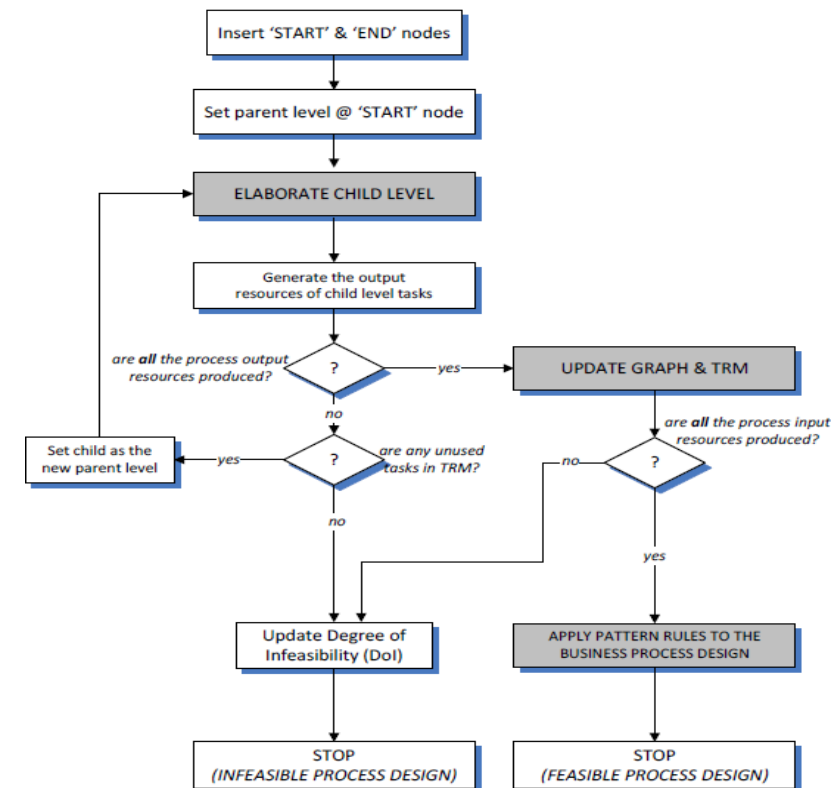 Insert ‘START’ & ‘END’ nodes
Set parent level @ ‘START’ node
ELABORATE CHILD LEVEL
Generate the output
resources of child level tasks
are all the process output
resources produced?
?
yes
UPDATE GRAPH & TRM
no
are all the process input
resources produced?
Set child as the
new parent level
yes
?
are any unused
tasks in TRM?
no
?
no
yes
Update Degree of
Infeasibility (DoI)
APPLY PATTERN RULES TO THE
BUSINESS PROCESS DESIGN
STOP
(INFEASIBLE PROCESS DESIGN)
STOP
(FEASIBLE PROCESS DESIGN)